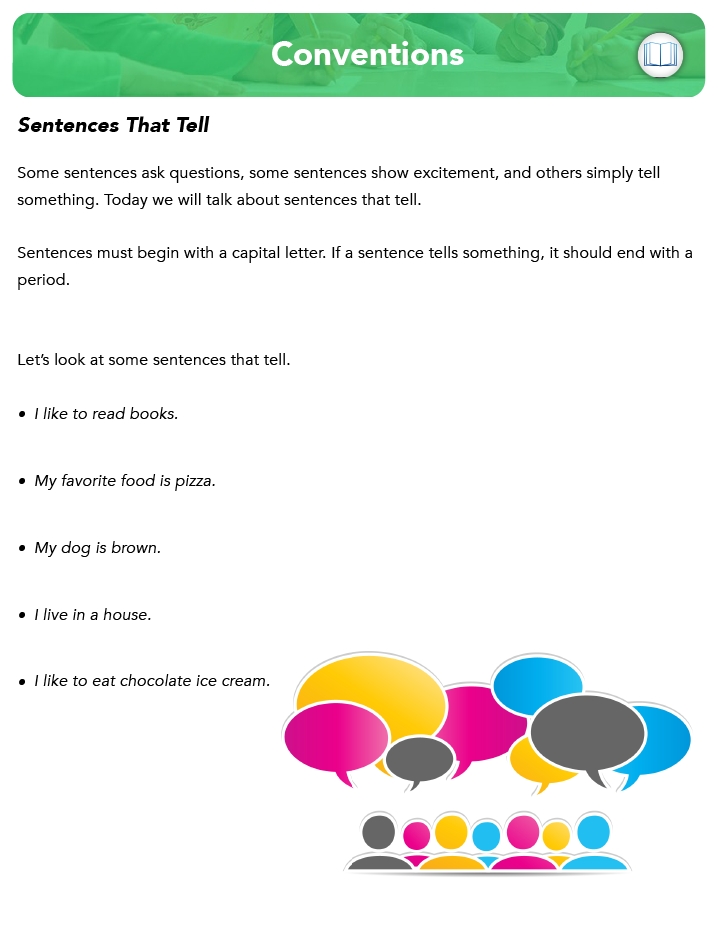 Conventions
Sentences That Tell
Some sentences ask questions, some sentences show excitement, and others simply tell
something. Today we will talk about sentences that tell.
Sentences must begin with a capital letter. If a sentence tells something, it should end with a
period.
Let’s look at some sentences that tell.
• I like to read books.
• My favorite food is pizza.
• My dog is brown.
• I live in a house.
• I like to eat chocolate ice cream.